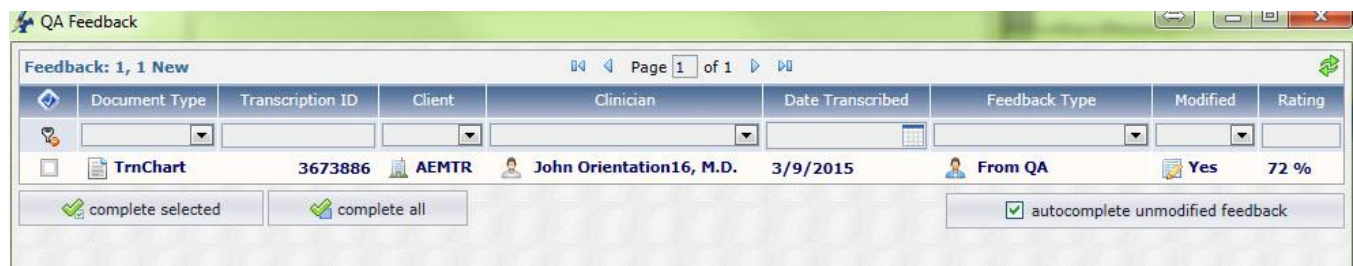 QA Feedback
Feedback: 1, 1 New Page 1 of 1
Document Type Transcription ID Client Clinician Date Transcribed Feedback Type Modified Rating
TrnChart 3673886 AEMTR John Orientation16, M.D. 3/9/2015 From QA Yes 72 %
complete selected complete all autocomplete unmodified feedback